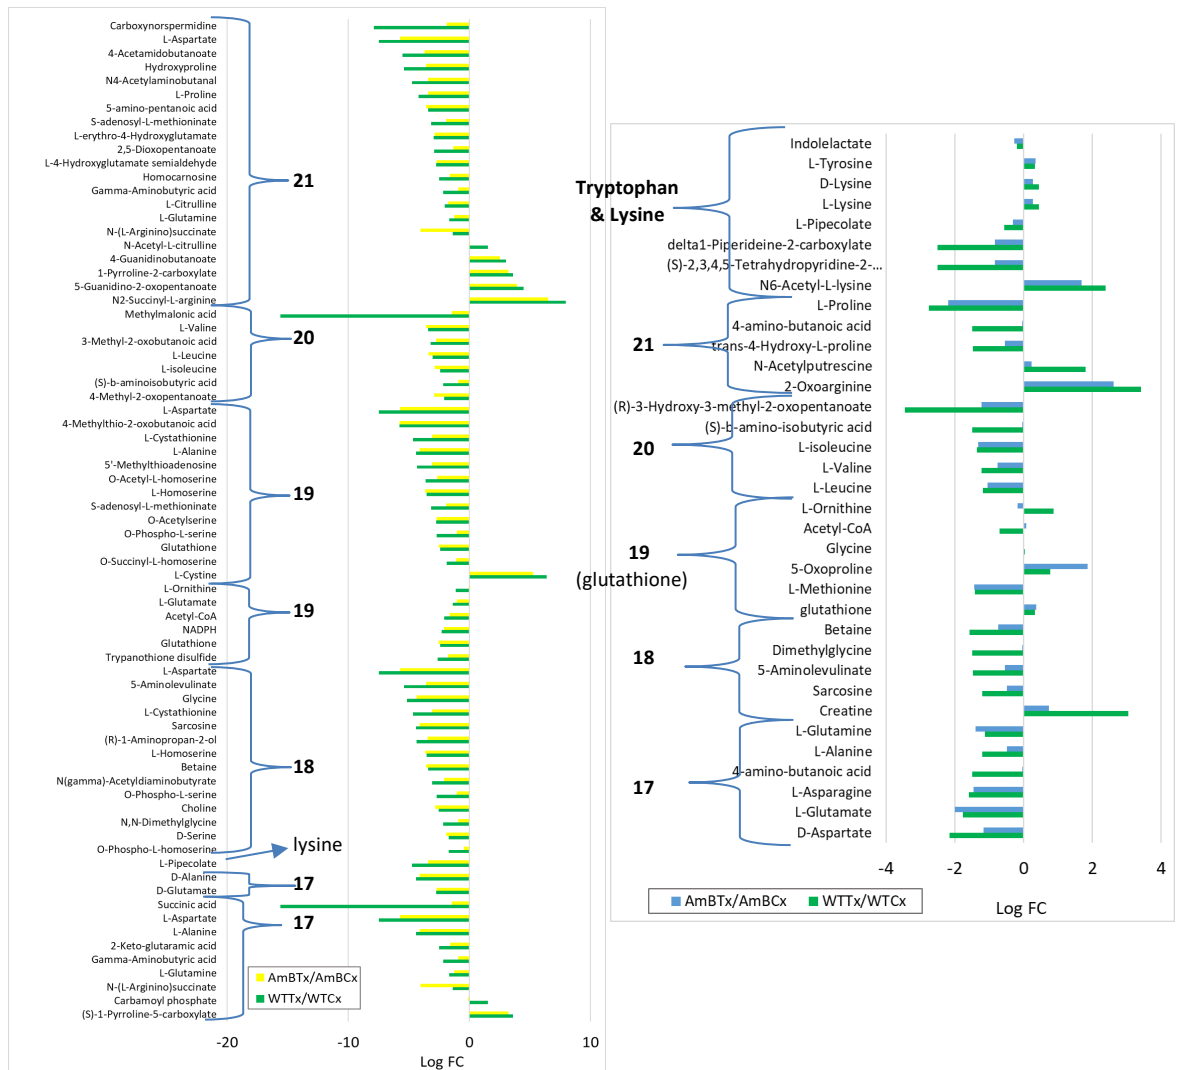 Carboxynorspermidine
L-Aspartate
4-Acetamidobutanoate
Hydroxyproline
N4-Acetylaminobutanal
L-Proline
5-amino-pentanoic acid
S-adenosyl-L-methioninate
L-erythro-4-Hydroxyglutamate
2,5-Dioxopentanoate
L-4-Hydroxyglutamate semialdehyde
Homocarnosine
Gamma-Aminobutyric acid
L-Citrulline
L-Glutamine
N-(L-Arginino)succinate
N-Acetyl-L-citrulline
4-Guanidinobutanoate
1-Pyrroline-2-carboxylate
5-Guanidino-2-oxopentanoate
N2-Succinyl-L-arginine
21
Methylmalonic acid
L-Valine
3-Methyl-2-oxobutanoic acid
L-Leucine
L-isoleucine
(S)-b-aminoisobutyric acid
4-Methyl-2-oxopentanoate
20
L-Aspartate
4-Methylthio-2-oxobutanoic acid
L-Cystathionine
L-Alanine
5'-Methylthioadenosine
O-Acetyl-L-homoserine
L-Homoserine
S-adenosyl-L-methioninate
O-Acetylserine
O-Phospho-L-serine
Glutathione
O-Succinyl-L-homoserine
L-Cystine
19
L-Ornithine
L-Glutamate
Acetyl-CoA
NADPH
Glutathione
Trypanothione disulfide
19
L-Aspartate
5-Aminolevulinate
Glycine
L-Cystathionine
Sarcosine
(R)-1-Aminopropan-2-ol
L-Homoserine
Betaine
N(gamma)-Acetyldiaminobutyrate
O-Phospho-L-serine
Choline
N,N-Dimethylglycine
D-Serine
O-Phospho-L-homoserine
18
L-Pipecolate
lysine
D-Alanine
D-Glutamate
17
Succinic acid
L-Aspartate
L-Alanine
2-Keto-glutaramic acid
Gamma-Aminobutyric acid
L-Glutamine
N-(L-Arginino)succinate
Carbamoyl phosphate
(S)-1-Pyrroline-5-carboxylate
17
AmBTx/AmBCx
WTTx/WTCx
-20 -10 0 10
Log FC
Indolelactate
L-Tyrosine
D-Lysine
L-Lysine
L-Pipecolate
delta1-Piperideine-2-carboxylate
(S)-2,3,4,5-Tetrahydropyridine-2-…
N6-Acetyl-L-lysine
Tryptophan
& Lysine
L-Proline
4-amino-butanoic acid
trans-4-Hydroxy-L-proline
N-Acetylputrescine
2-Oxoarginine
21
(R)-3-Hydroxy-3-methyl-2-oxopentanoate
(S)-b-amino-isobutyric acid
L-isoleucine
L-Valine
L-Leucine
20
L-Ornithine
Acetyl-CoA
Glycine
5-Oxoproline
L-Methionine
glutathione
19
(glutathione)
Betaine
Dimethylglycine
5-Aminolevulinate
Sarcosine
Creatine
18
L-Glutamine
L-Alanine
4-amino-butanoic acid
L-Asparagine
L-Glutamate
D-Aspartate
17
-4 -2 0 2 4
AmBTx/AmBCx WTTx/WTCx
Log FC